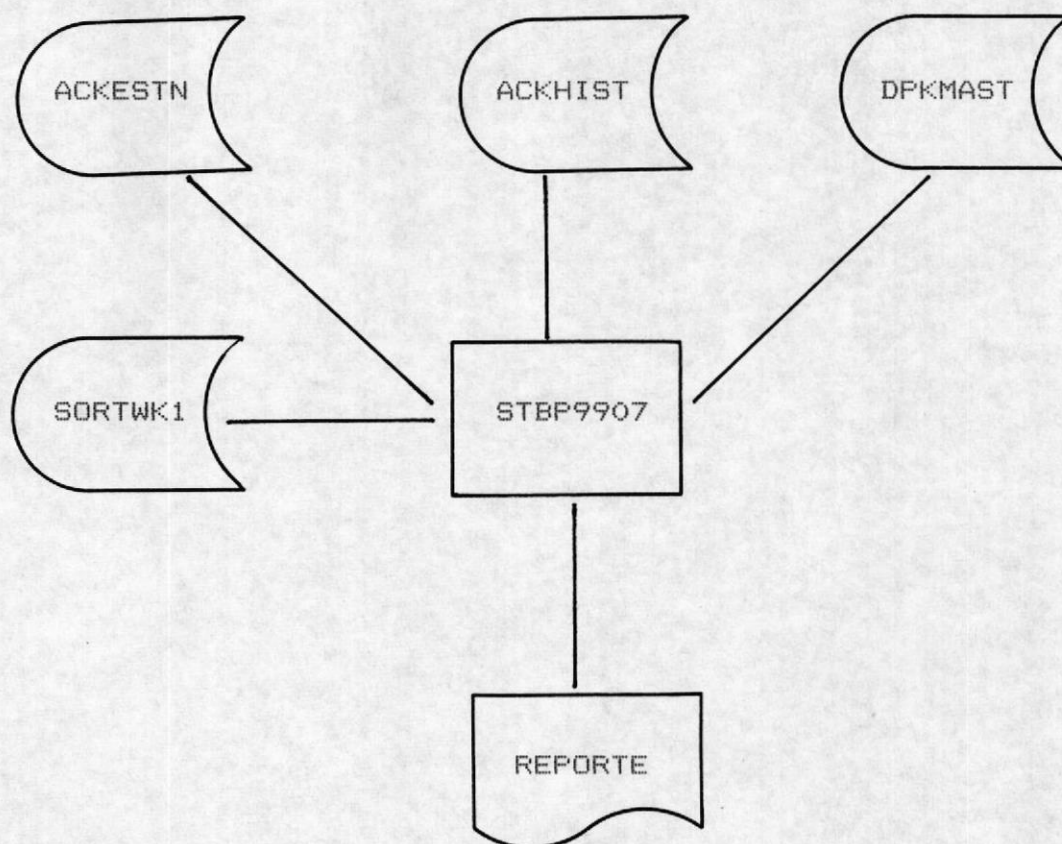 ACKESTN
ACKHIST
DPKMAST
SORTWK1
STBP9907
REPORTE